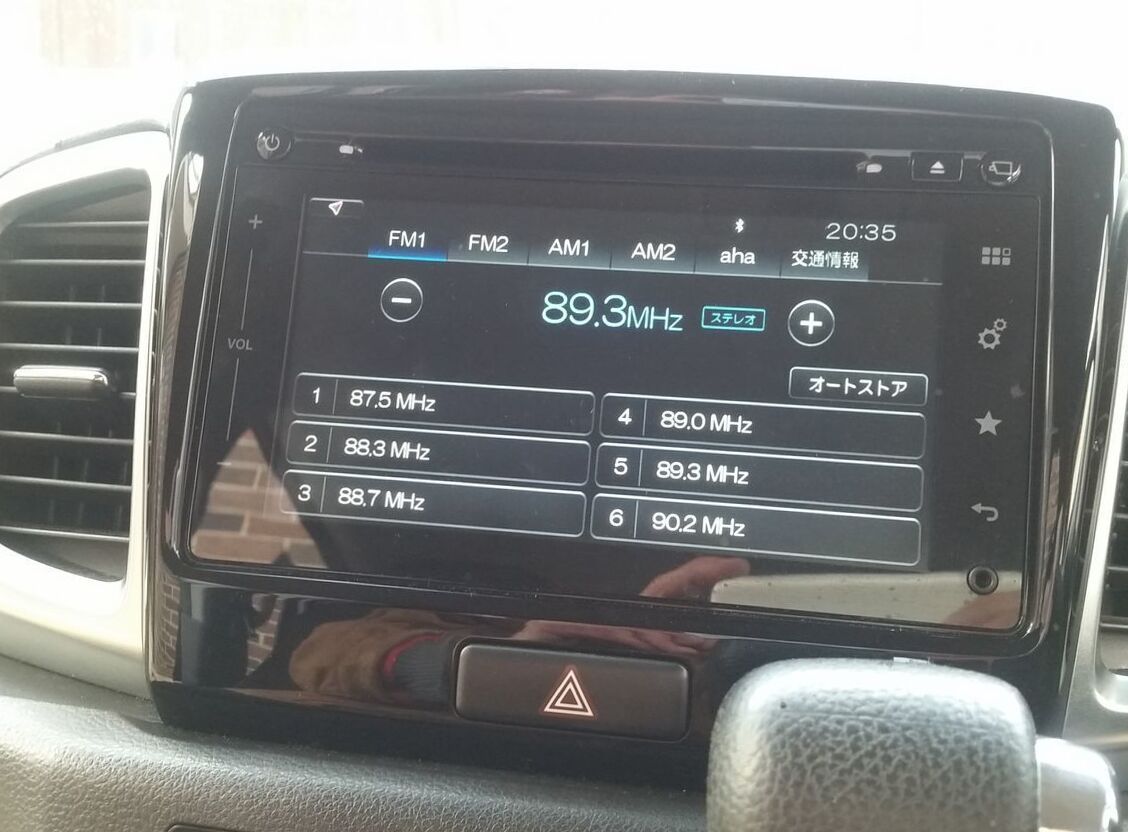 20:35
FM1 FM2 AM1 AM2 aha 交通情報
89.3MHz ステレオ
VOL
オートストア
1 87.5 MHz
2 88.3 MHz
3 88.7 MHz
4 89.0 MHz
5 89.3 MHz
6 90.2 MHz